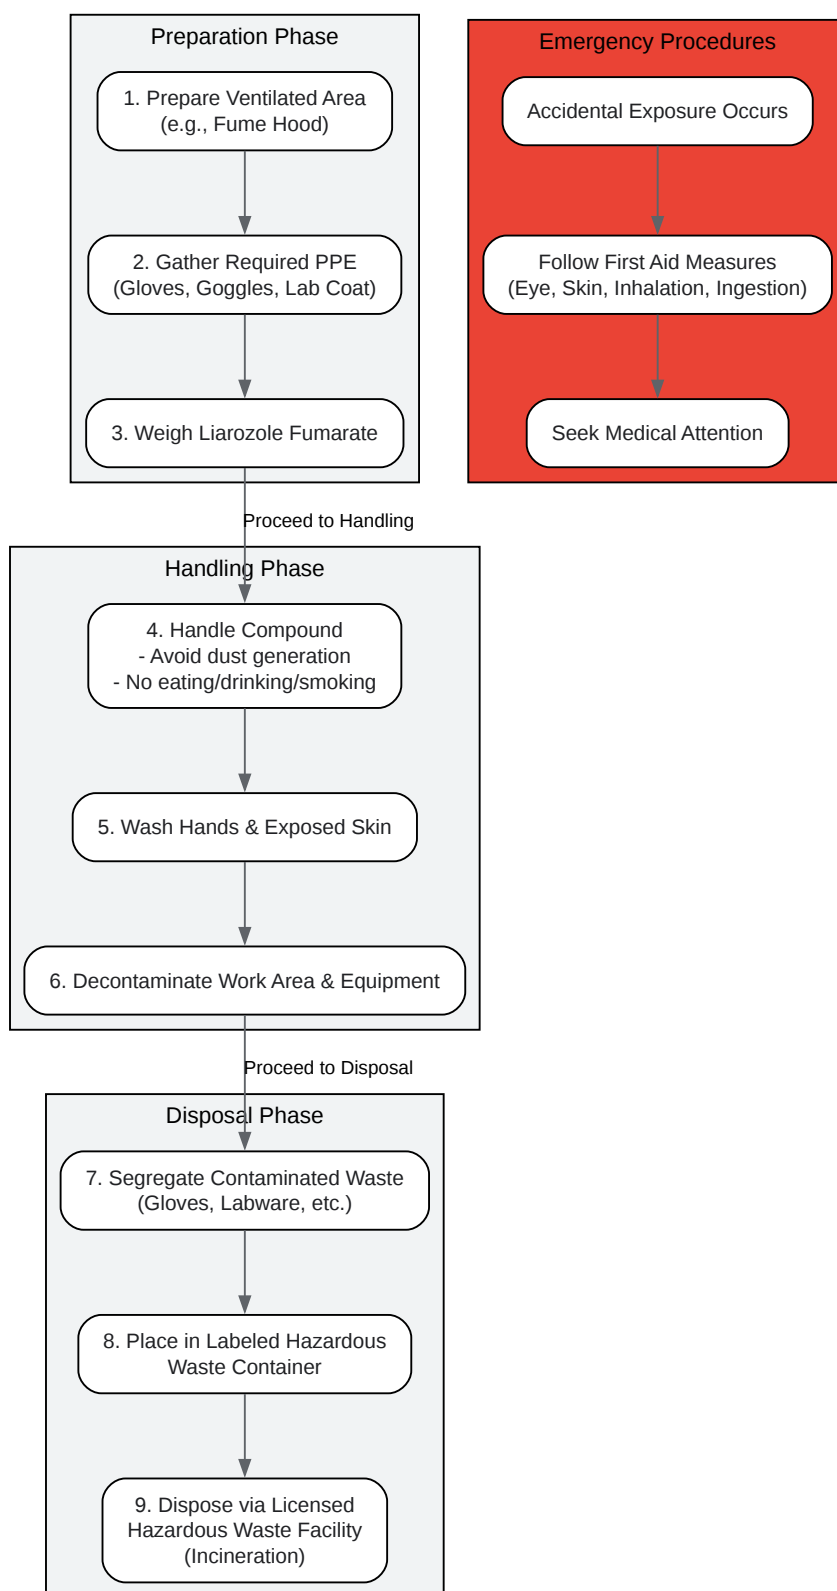 Preparation Phase
1. Prepare Ventilated Area
(e.g., Fume Hood)
2. Gather Required PPE
(Gloves, Goggles, Lab Coat)
3. Weigh Liarozole Fumarate
Emergency Procedures
Accidental Exposure Occurs
Follow First Aid Measures
(Eye, Skin, Inhalation, Ingestion)
Seek Medical Attention
Proceed to Handling
Handling Phase
4. Handle Compound
- Avoid dust generation
- No eating/drinking/smoking
5. Wash Hands & Exposed Skin
6. Decontaminate Work Area & Equipment
Proceed to Disposal
Disposal Phase
7. Segregate Contaminated Waste
(Gloves, Labware, etc.)
8. Place in Labeled Hazardous
Waste Container
9. Dispose via Licensed
Hazardous Waste Facility
(Incineration)